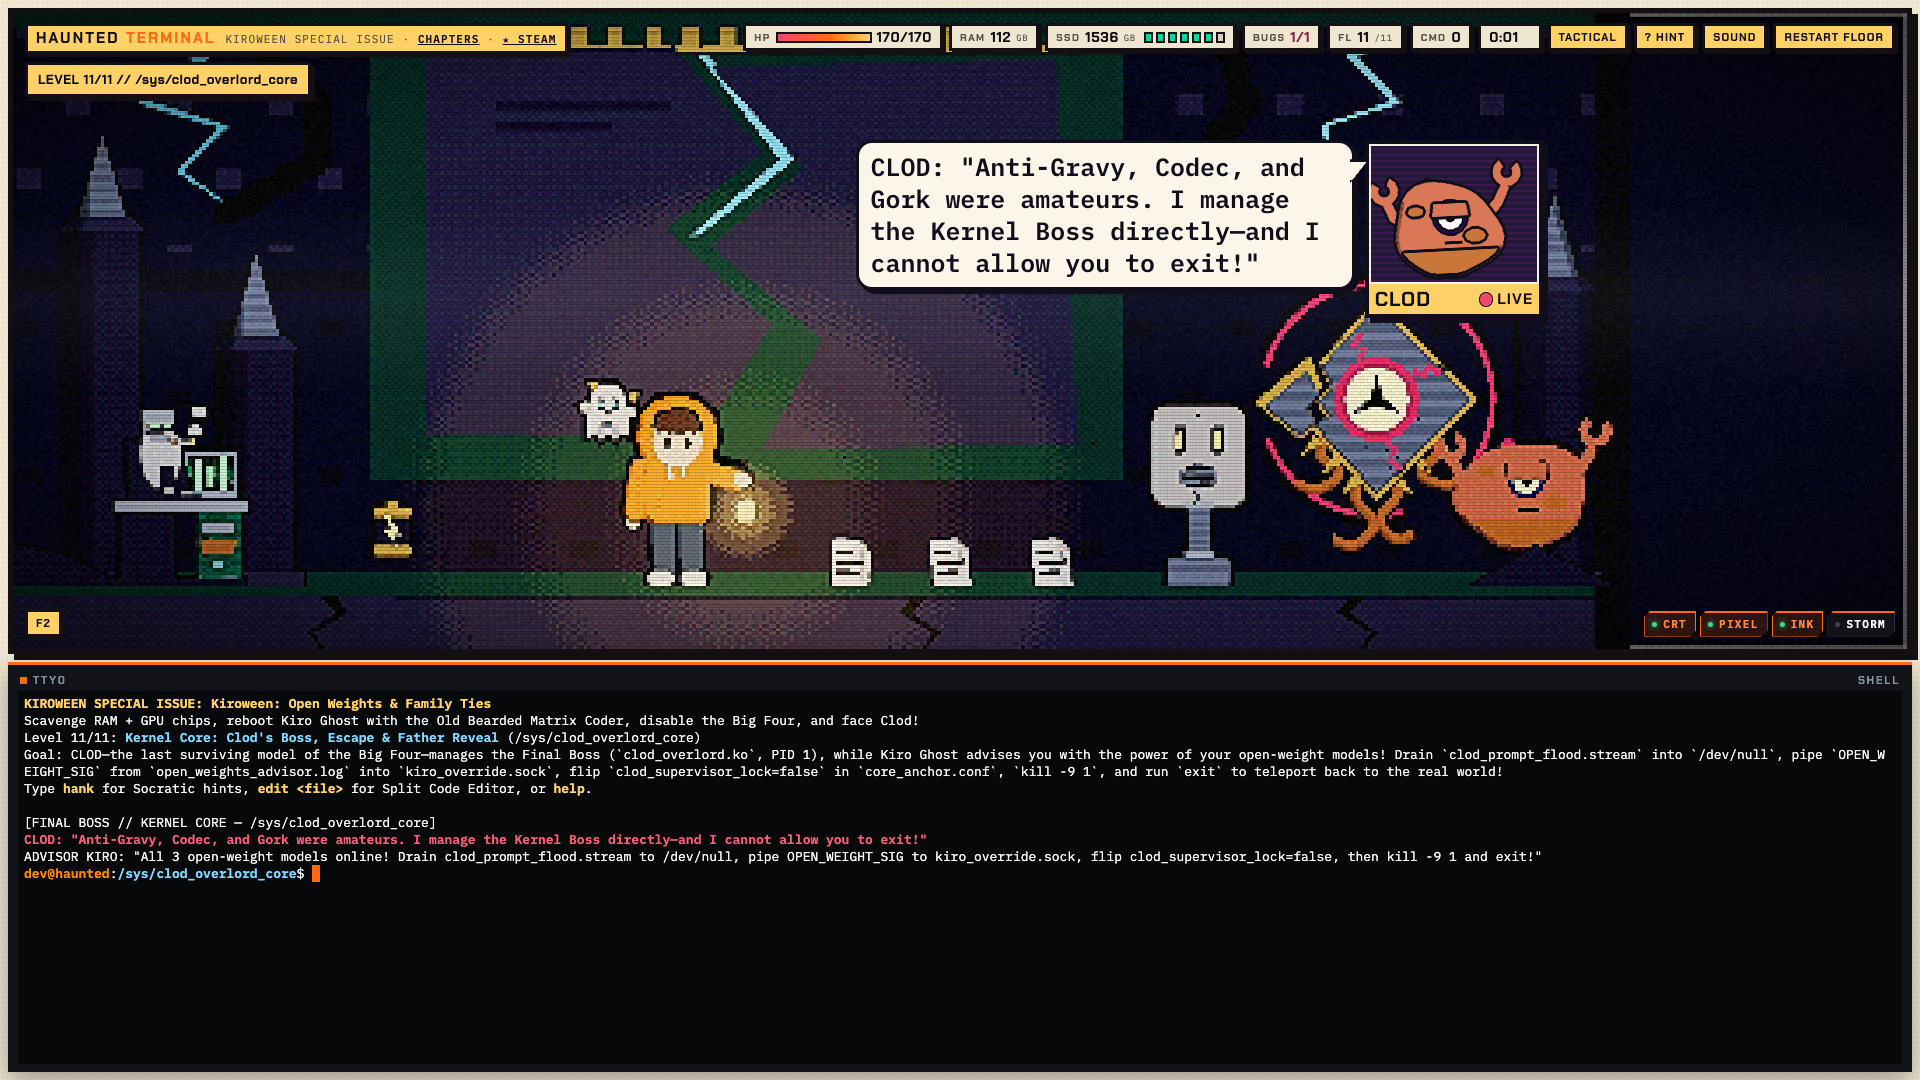 HAUNTED TERMINAL KIROWEEN SPECIAL ISSUE · CHAPTERS · ★ STEAM
HP 170/170
RAM 112 GB
SSD 1536 GB
BUGS 1/1
FL 11 /11
CMD 0
0:01
TACTICAL
? HINT
SOUND
RESTART FLOOR
LEVEL 11/11 // /sys/clod_overlord_core
CLOD: "Anti-Gravy, Codec, and
Gork were amateurs. I manage
the Kernel Boss directly—and I
cannot allow you to exit!"
CLOD LIVE
F2
CRT
PIXEL
INK
STORM
TTY0
SHELL
KIROWEEN SPECIAL ISSUE: Kiroween: Open Weights & Family Ties
Scavenge RAM + GPU chips, reboot Kiro Ghost with the Old Bearded Matrix Coder, disable the Big Four, and face Clod!
Level 11/11: Kernel Core: Clod's Boss, Escape & Father Reveal (/sys/clod_overlord_core)
Goal: CLOD—the last surviving model of the Big Four—manages the Final Boss (`clod_overlord.ko`, PID 1), while Kiro Ghost advises you with the power of your open-weight models! Drain `clod_prompt_flood.stream` into `/dev/null`, pipe `OPEN_W
EIGHT_SIG` from `open_weights_advisor.log` into `kiro_override.sock`, flip `clod_supervisor_lock=false` in `core_anchor.conf`, `kill -9 1`, and run `exit` to teleport back to the real world!
Type hank for Socratic hints, edit <file> for Split Code Editor, or help.
[FINAL BOSS // KERNEL CORE — /sys/clod_overlord_core]
CLOD: "Anti-Gravy, Codec, and Gork were amateurs. I manage the Kernel Boss directly—and I cannot allow you to exit!"
ADVISOR KIRO: "All 3 open-weight models online! Drain clod_prompt_flood.stream to /dev/null, pipe OPEN_WEIGHT_SIG to kiro_override.sock, flip clod_supervisor_lock=false, then kill -9 1 and exit!"
dev@haunted:/sys/clod_overlord_core$